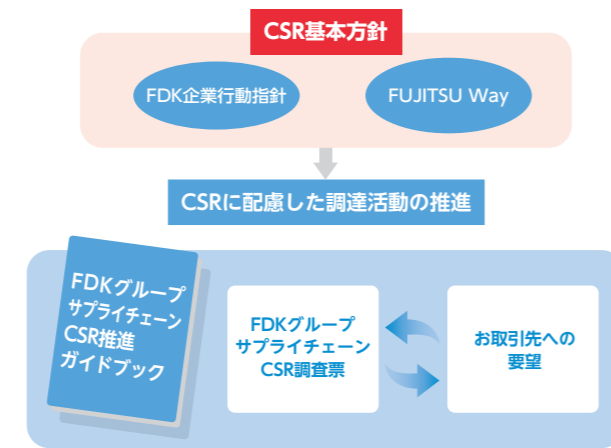 CSR基本方針
FDK企業行動指針
FUJITSU Way
CSRに配慮した調達活動の推進
FDKグループ
サプライチェーン
CSR推進
ガイドブック
FDKグループ
サプライチェーン
CSR調査票
お取引先への
要望